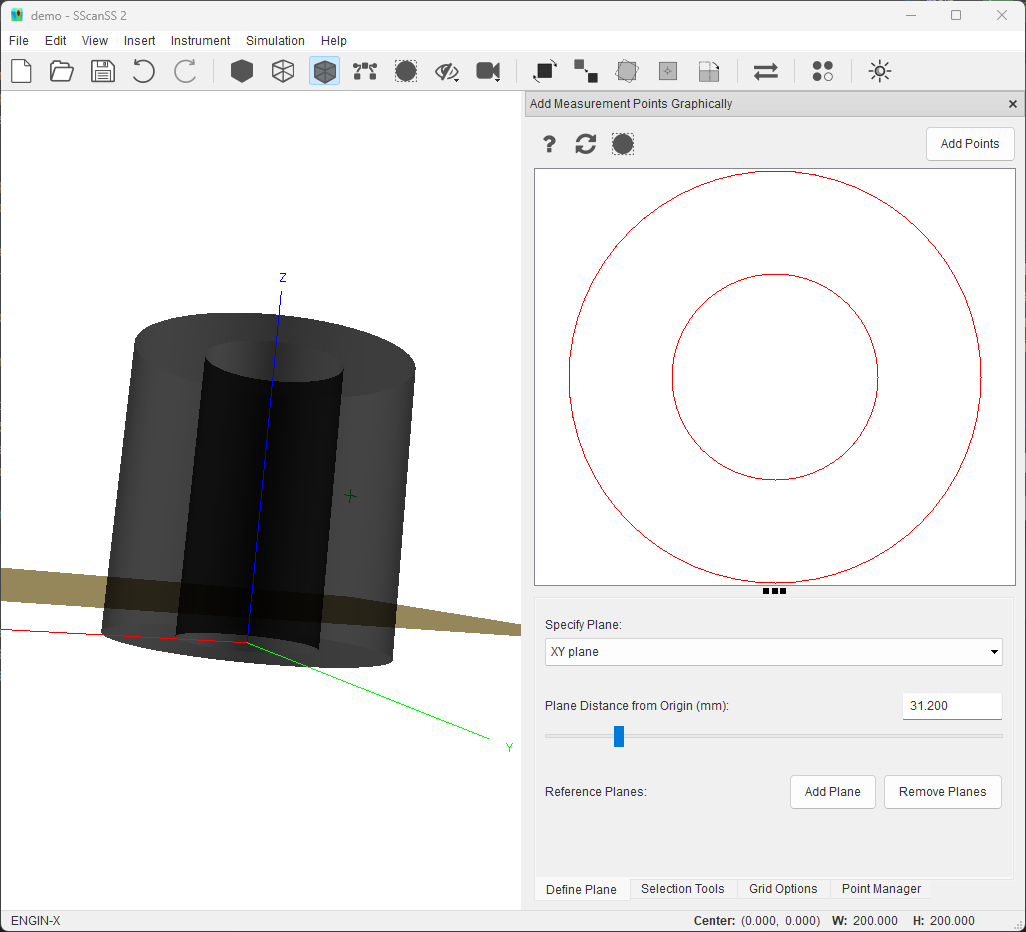 demo - SScanSS 2
File Edit View Insert Instrument Simulation Help
Add Measurement Points Graphically
Add Points
Z
Y
Specify Plane:
XY plane
Plane Distance from Origin (mm):
31.200
Reference Planes:
Add Plane
Remove Planes
Define Plane
Selection Tools
Grid Options
Point Manager
ENGIN-X
Center: (0.000, 0.000) W: 200.000 H: 200.000